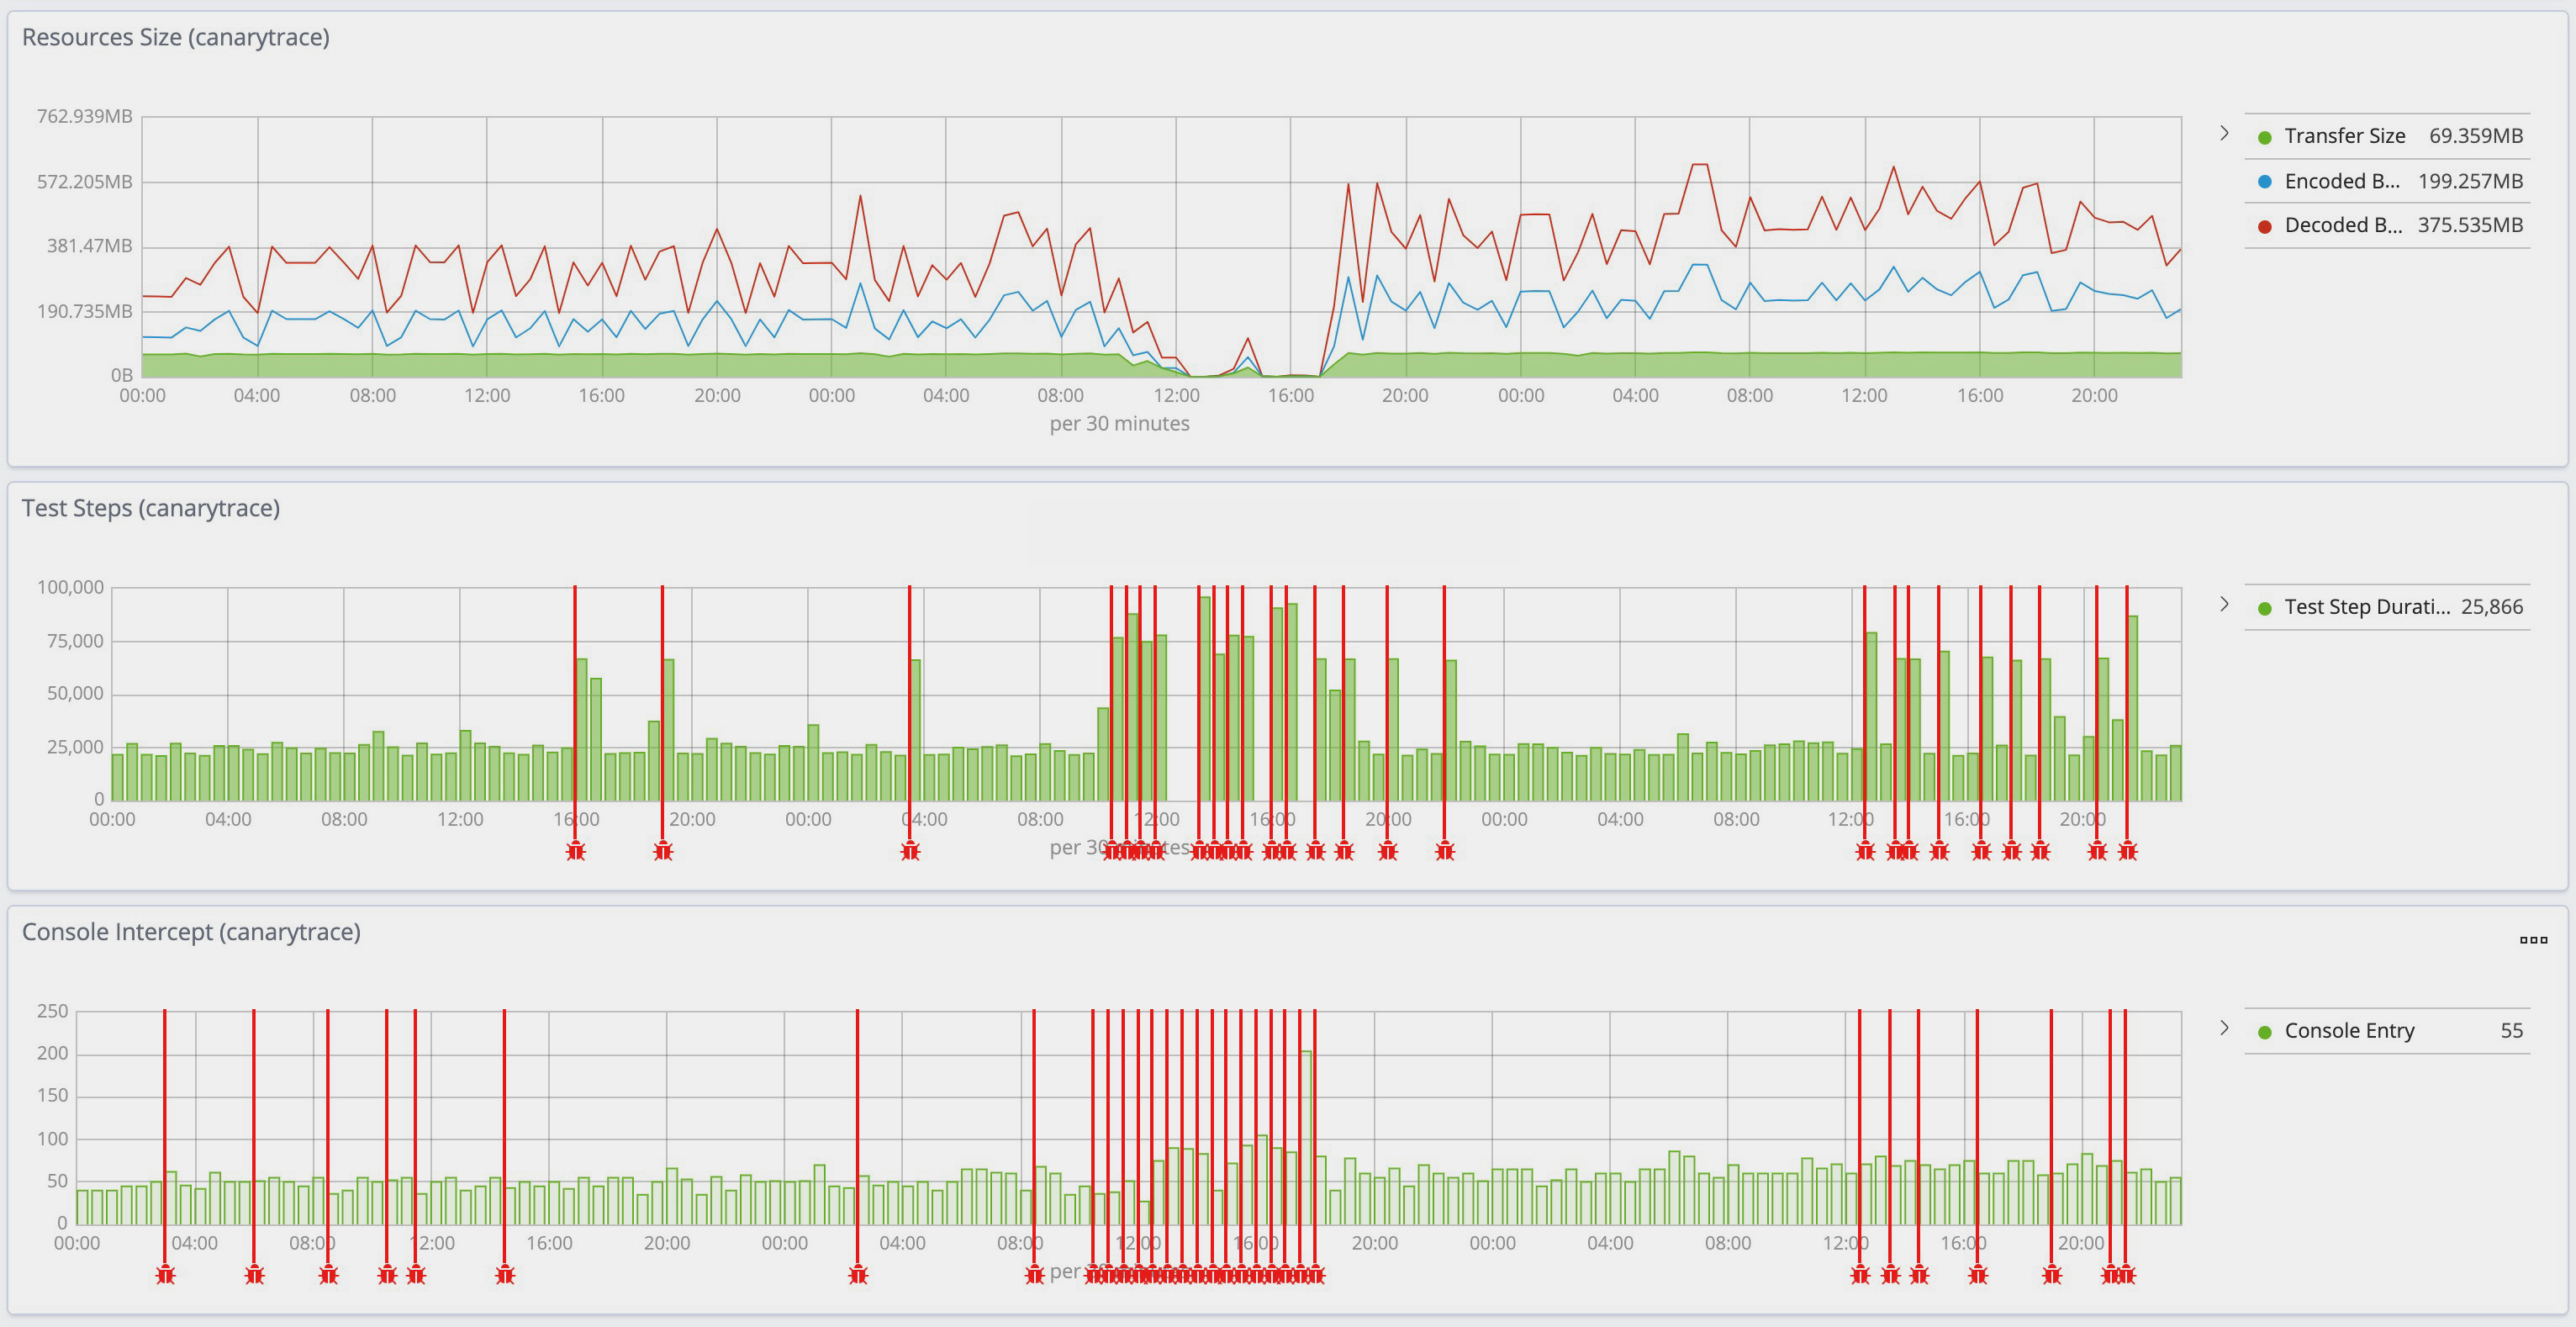 Resources Size (canarytrace)
762.939MB
572.205MB
381.47MB
190.735MB
0B
00:00 04:00 08:00 12:00 16:00 20:00 00:00 04:00 08:00 12:00 16:00 20:00 00:00 04:00 08:00 12:00 16:00 20:00
per 30 minutes
Transfer Size 69.359MB
Encoded B... 199.257MB
Decoded B... 375.535MB
Test Steps (canarytrace)
100,000
75,000
50,000
25,000
0
00:00 04:00 08:00 12:00 16:00 20:00 00:00 04:00 08:00 12:00 16:00 20:00 00:00 04:00 08:00 12:00 16:00 20:00
per 30 minutes
Test Step Durati... 25,866
Console Intercept (canarytrace)
250
200
150
100
50
0
00:00 04:00 08:00 12:00 16:00 20:00 00:00 04:00 08:00 12:00 16:00 20:00 00:00 04:00 08:00 12:00 16:00 20:00
per
Console Entry 55